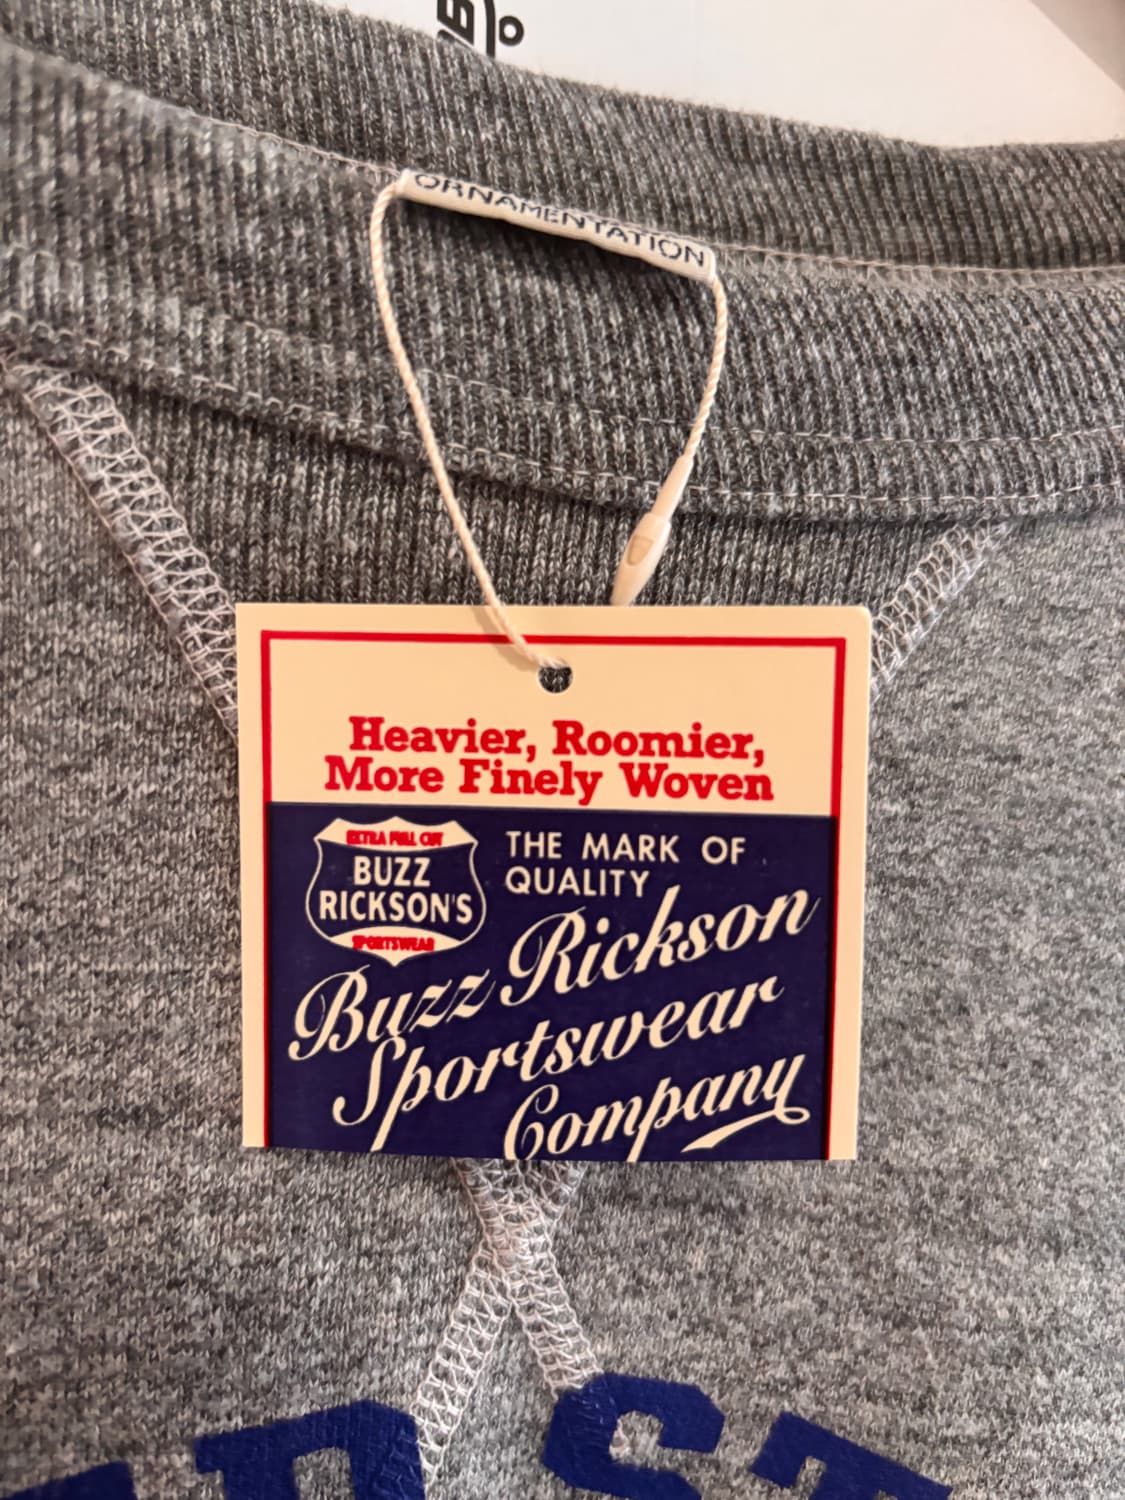 ORNAMENTATION
Heavier, Roomier,
More Finely Woven
EXTRA FULL CUT
BUZZ
RICKSON'S
SPORTSWEAR
THE MARK OF
QUALITY
Buzz Rickson
Sportswear
Company
ST